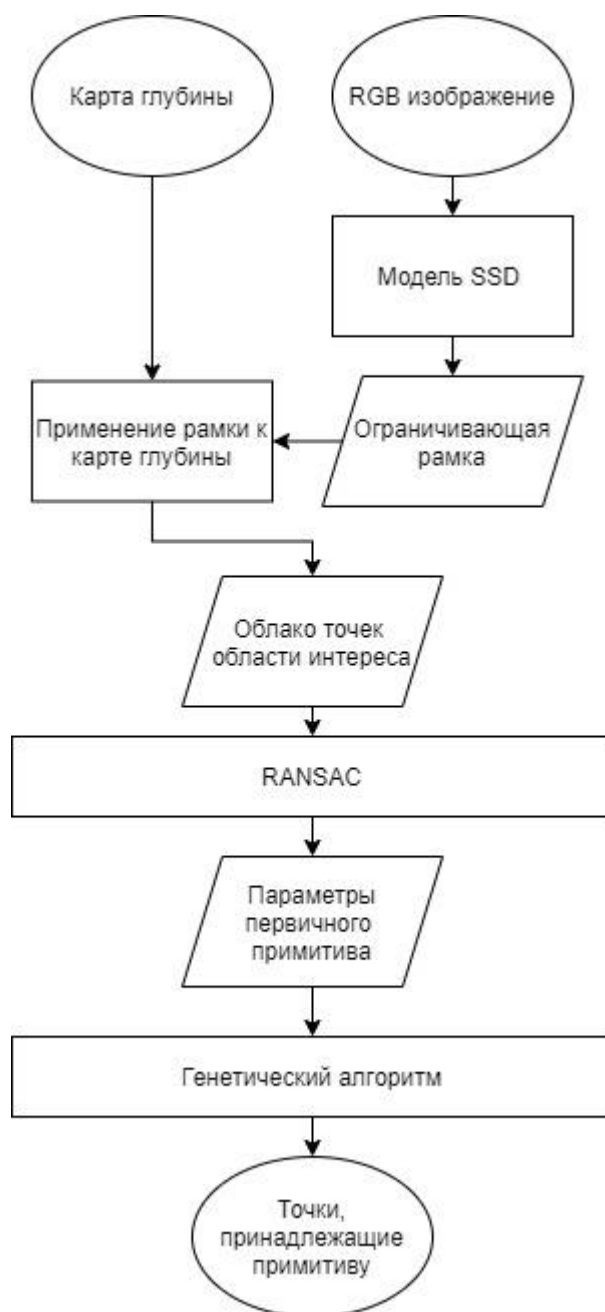 Карта глубины
RGB изображение
Модель SSD
Применение рамки к
карте глубины
Ограничивающая
рамка
Облако точек
области интереса
RANSAC
Параметры
первичного
примитива
Генетический алгоритм
Точки,
принадлежащие
примитиву